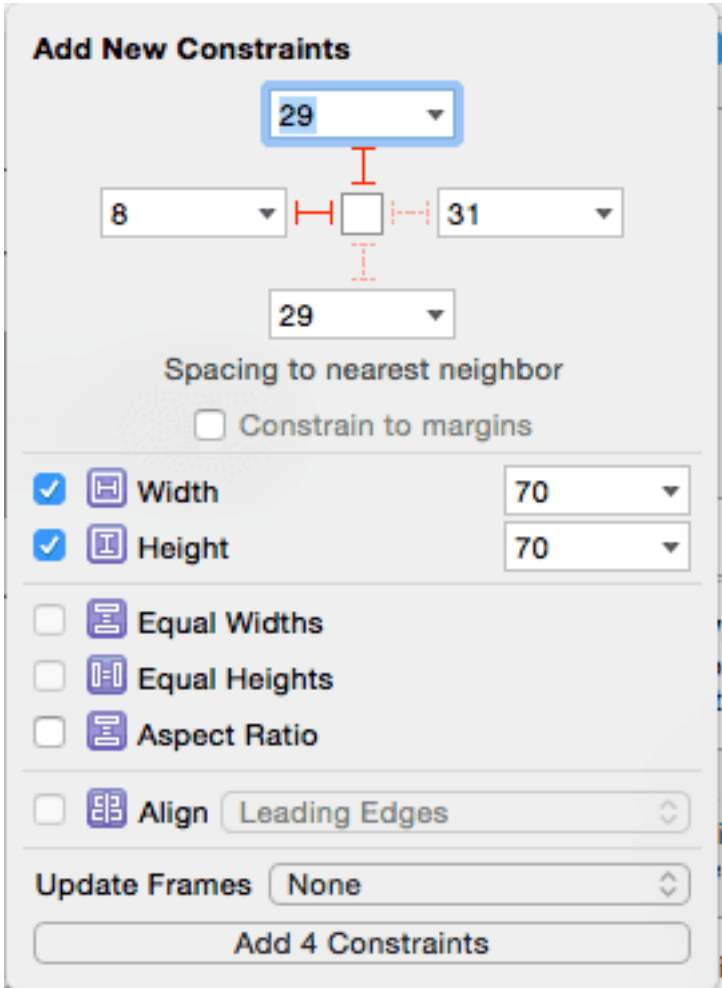 Add New Constraints
29
8
31
29
Spacing to nearest neighbor
Constrain to margins
Width 70
Height 70
Equal Widths
Equal Heights
Aspect Ratio
Align Leading Edges
Update Frames None
Add 4 Constraints